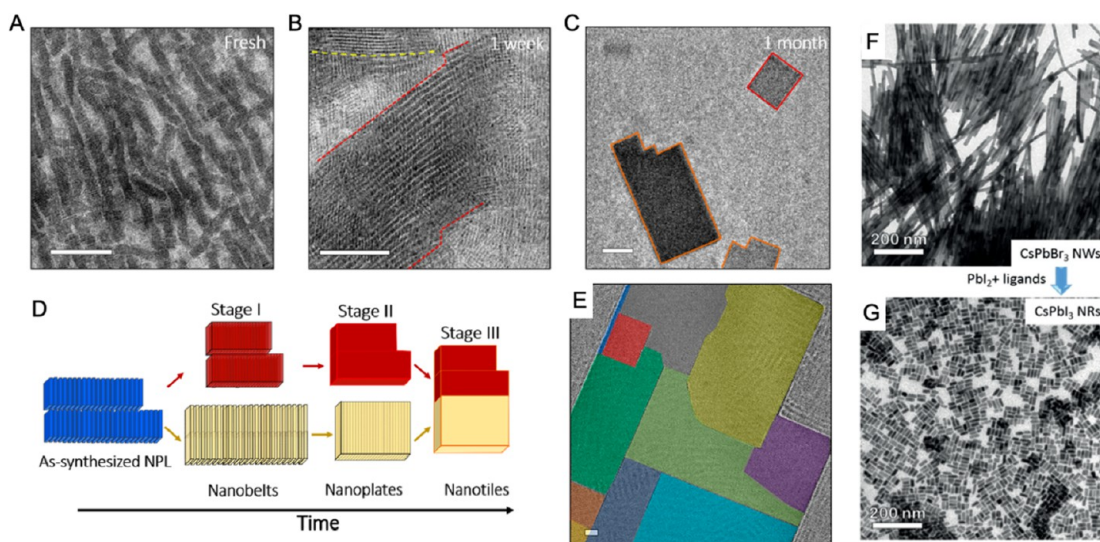 A
Fresh
B
1 week
C
1 month
D
Stage I
Stage II
Stage III
As-synthesized NPL
Nanobelts
Nanoplates
Nanotiles
Time
E
F
200 nm
CsPbBr₃ NWs
PbI₂+ ligands
CsPbI₃ NRs
G
200 nm